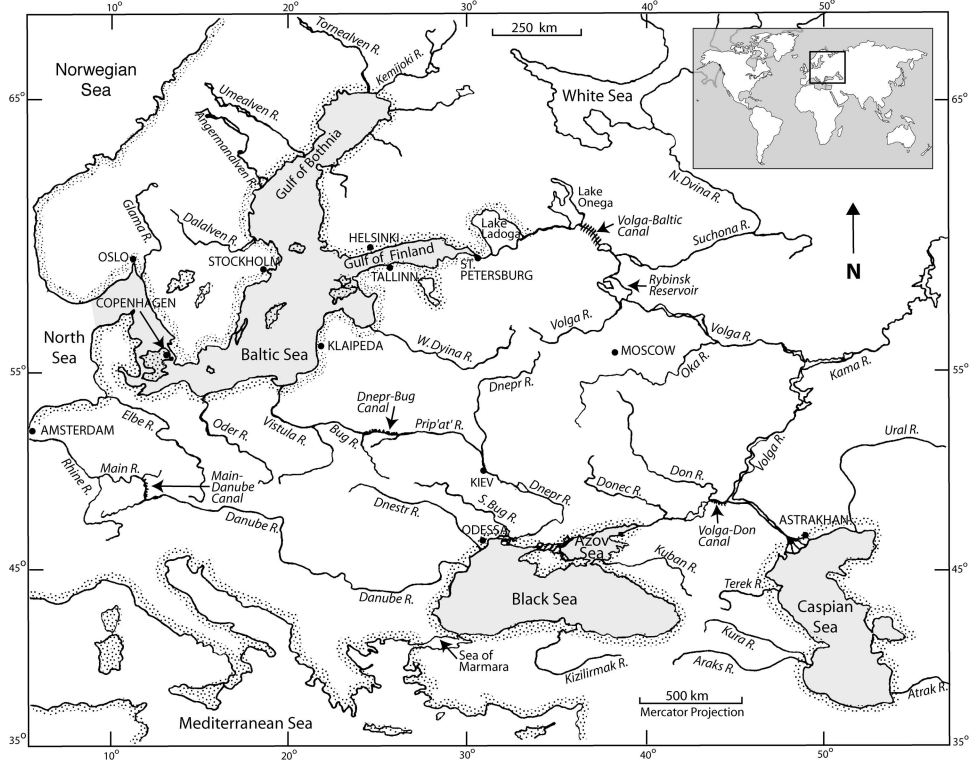 10°
20°
40°
50°
250 km
Tornealven R.
Kemijoki R.
Norwegian
Sea
65°
65°
White Sea
Umealven R.
Angermanalven R.
Gulf of Bothnia
N. Dvina R.
Lake
Onega
Volga-Baltic
Canal
Glama R.
Dalalven R.
Lake
Ladoga
Suchona R.
HELSINKI
Gulf of Finland
OSLO
STOCKHOLM
TALLINN
ST.
PETERSBURG
N
Rybinsk
Reservoir
COPENHAGEN
North
Sea
Baltic Sea
KLAIPEDA
W. Dyina R.
Volga R.
Volga R.
MOSCOW
Oka R.
Kama R.
55°
55°
Dnepr R.
Dnepr-Bug
Canal
AMSTERDAM
Elbe R.
Oder R.
Vistula R.
Bug R.
Prip'at' R.
Volga R.
Ural R.
Rhine R.
Main R.
Main-
Danube
Canal
KIEV
Dnepr R.
Donec R.
Don R.
Danube R.
Dnestr R.
S.Bug R.
ODESSA
Volga-Don
Canal
ASTRAKHAN
Azov
Sea
Kuban R.
45°
45°
Danube R.
Black Sea
Terek R.
Caspian
Sea
Kura R.
Sea of
Marmara
Kizilirmak R.
Araks R.
500 km
Mercator Projection
Atrak R.
Mediterranean Sea
35°
35°
10°
20°
30°
40°
50°